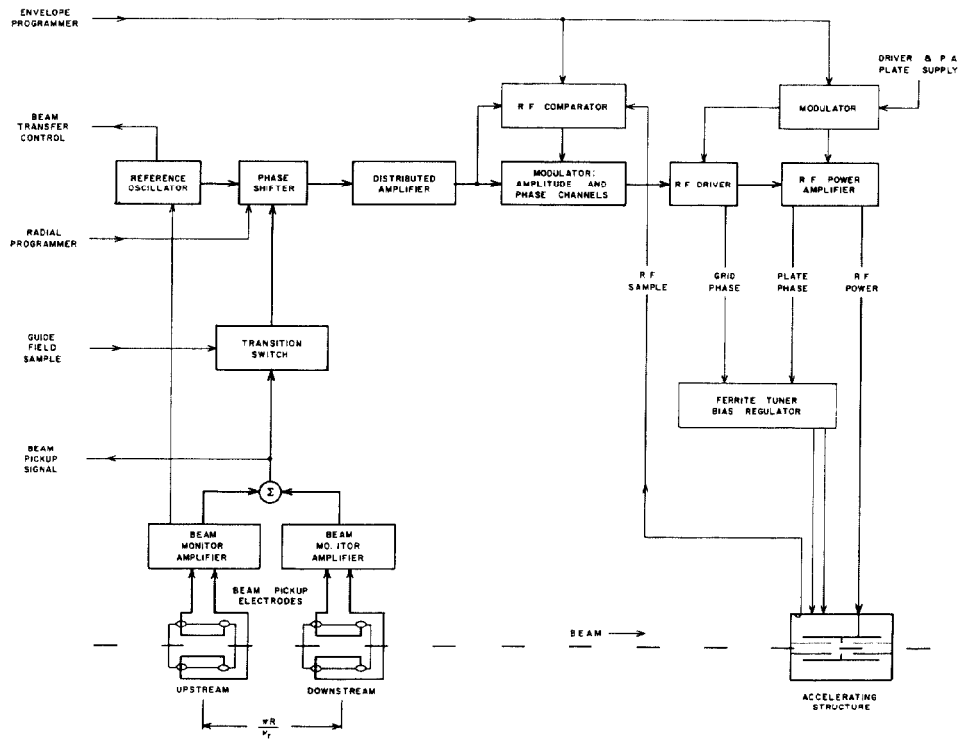 ENVELOPE
PROGRAMMER
DRIVER & P A
PLATE SUPPLY
R F COMPARATOR
MODULATOR
BEAM
TRANSFER
CONTROL
REFERENCE
OSCILLATOR
PHASE
SHIFTER
DISTRIBUTED
AMPLIFIER
MODULATOR:
AMPLITUDE AND
PHASE CHANNELS
R F DRIVER
R F POWER
AMPLIFIER
RADIAL
PROGRAMMER
R F
SAMPLE
GRID
PHASE
PLATE
PHASE
R F
POWER
GUIDE
FIELD
SAMPLE
TRANSITION
SWITCH
FERRITE TUNER
BIAS REGULATOR
BEAM
PICKUP
SIGNAL
Σ
BEAM
MONITOR
AMPLIFIER
BEAM
MONITOR
AMPLIFIER
BEAM PICKUP
ELECTRODES
BEAM
UPSTREAM
DOWNSTREAM
ACCELERATING
STRUCTURE
πR
νr